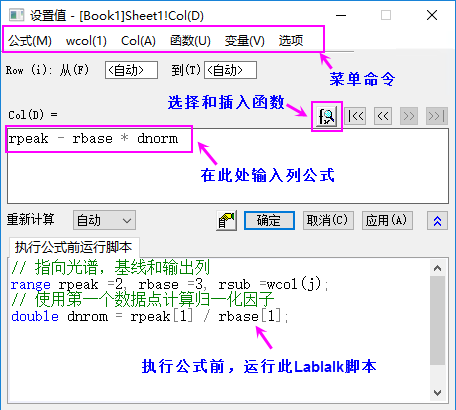 设置值 - [Book1]Sheet1!Col(D)
公式(M) wcol(1) Col(A) 函数(U) 变量(V) 选项
菜单命令
Row (i): 从(F) <自动> 到(T) <自动>
选择和插入函数
Col(D) =
rpeak - rbase * dnorm
在此处输入列公式
重新计算 自动 确定 取消(C) 应用(A)
执行公式前运行脚本
// 指向光谱，基线和输出列
range rpeak =2, rbase =3, rsub =wcol(j);
// 使用第一个数据点计算归一化因子
double dnrom = rpeak[1] / rbase[1];
执行公式前，运行此Lablalk脚本